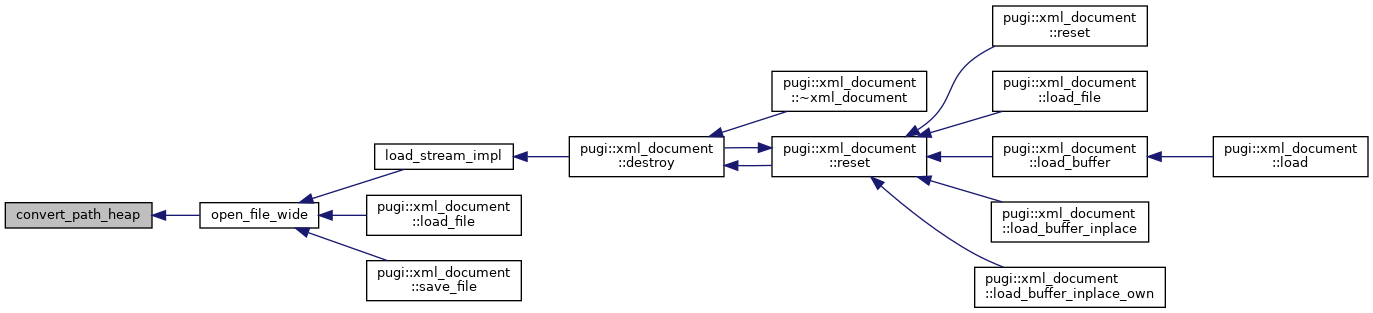 convert_path_heap
open_file_wide
load_stream_impl
pugi::xml_document
::load_file
pugi::xml_document
::save_file
pugi::xml_document
::destroy
pugi::xml_document
::~xml_document
pugi::xml_document
::reset
pugi::xml_document
::reset
pugi::xml_document
::load_file
pugi::xml_document
::load_buffer
pugi::xml_document
::load_buffer_inplace
pugi::xml_document
::load_buffer_inplace_own
pugi::xml_document
::load